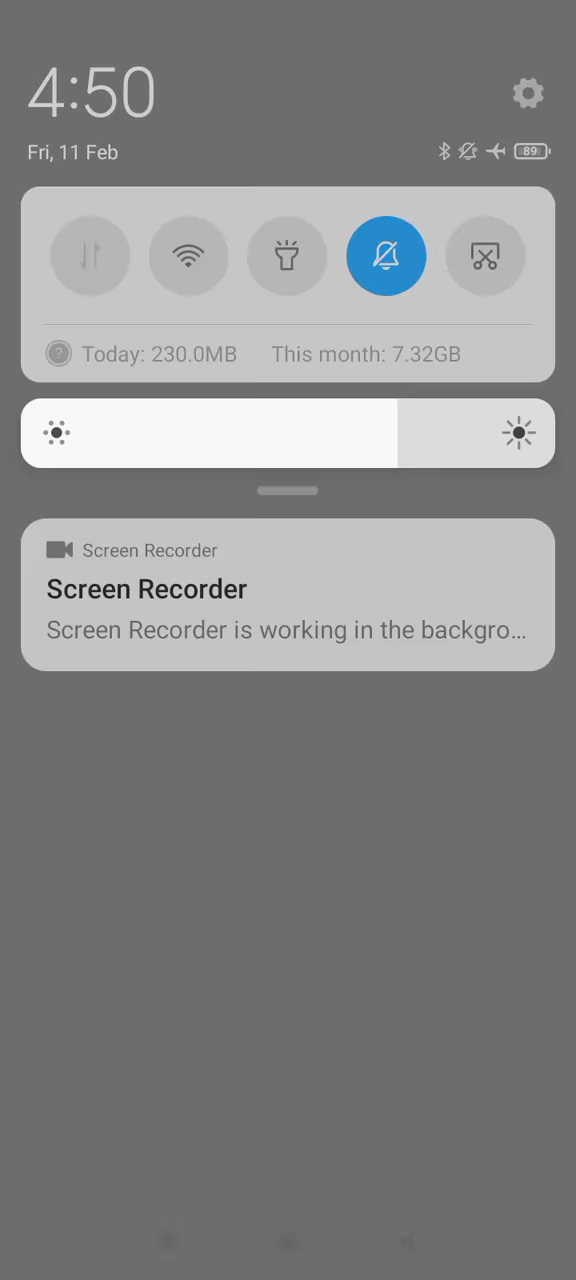 4:50
Fri, 11 Feb
89
Today: 230.0MB This month: 7.32GB
Screen Recorder
Screen Recorder
Screen Recorder is working in the backgro...